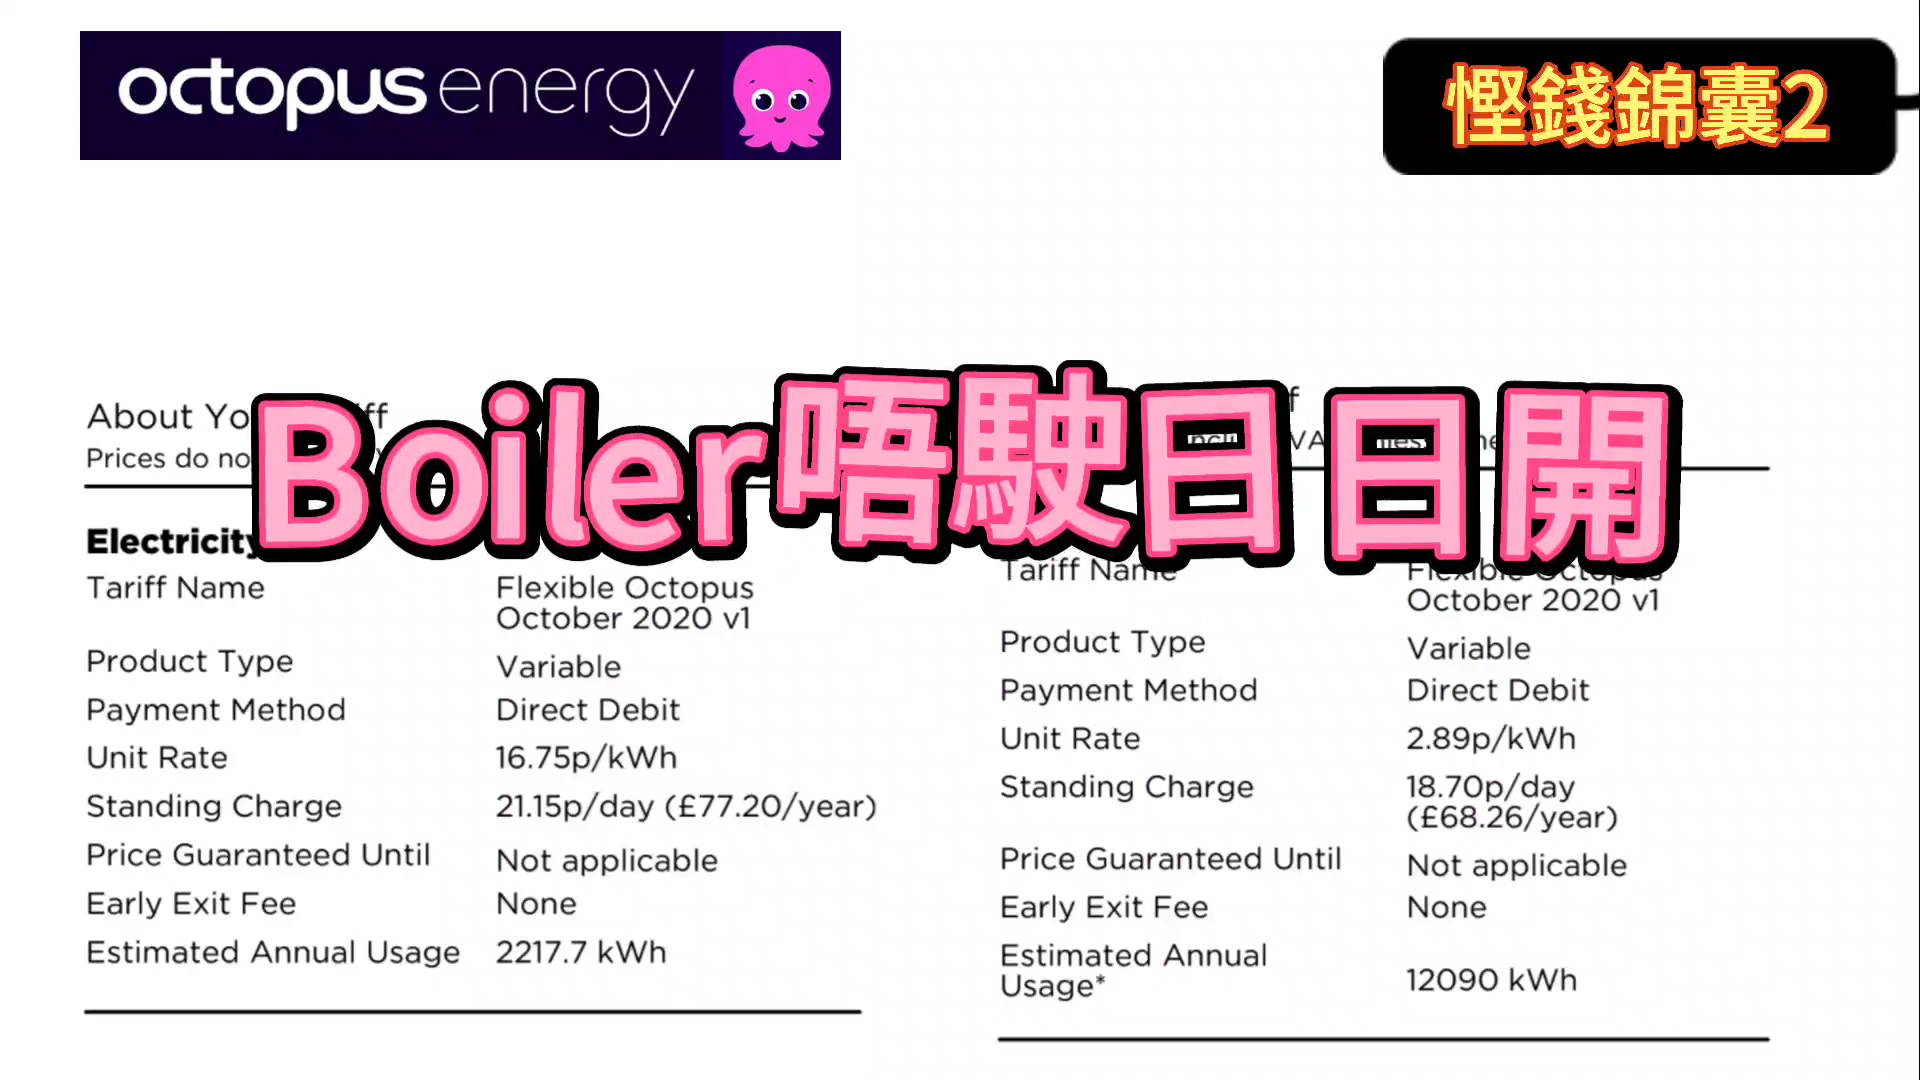 octopus energy
慳錢錦囊2
Boiler唔駛日日開
About
Prices do
Electricity
Tariff Name Flexible Octopus
October 2020 v1
Product Type Variable
Payment Method Direct Debit
Unit Rate 16.75p/kWh
Standing Charge 21.15p/day (£77.20/year)
Price Guaranteed Until Not applicable
Early Exit Fee None
Estimated Annual Usage 2217.7 kWh
Tariff Name Flexible Octopus
October 2020 v1
Product Type Variable
Payment Method Direct Debit
Unit Rate 2.89p/kWh
Standing Charge 18.70p/day
(£68.26/year)
Price Guaranteed Until Not applicable
Early Exit Fee None
Estimated Annual
Usage* 12090 kWh